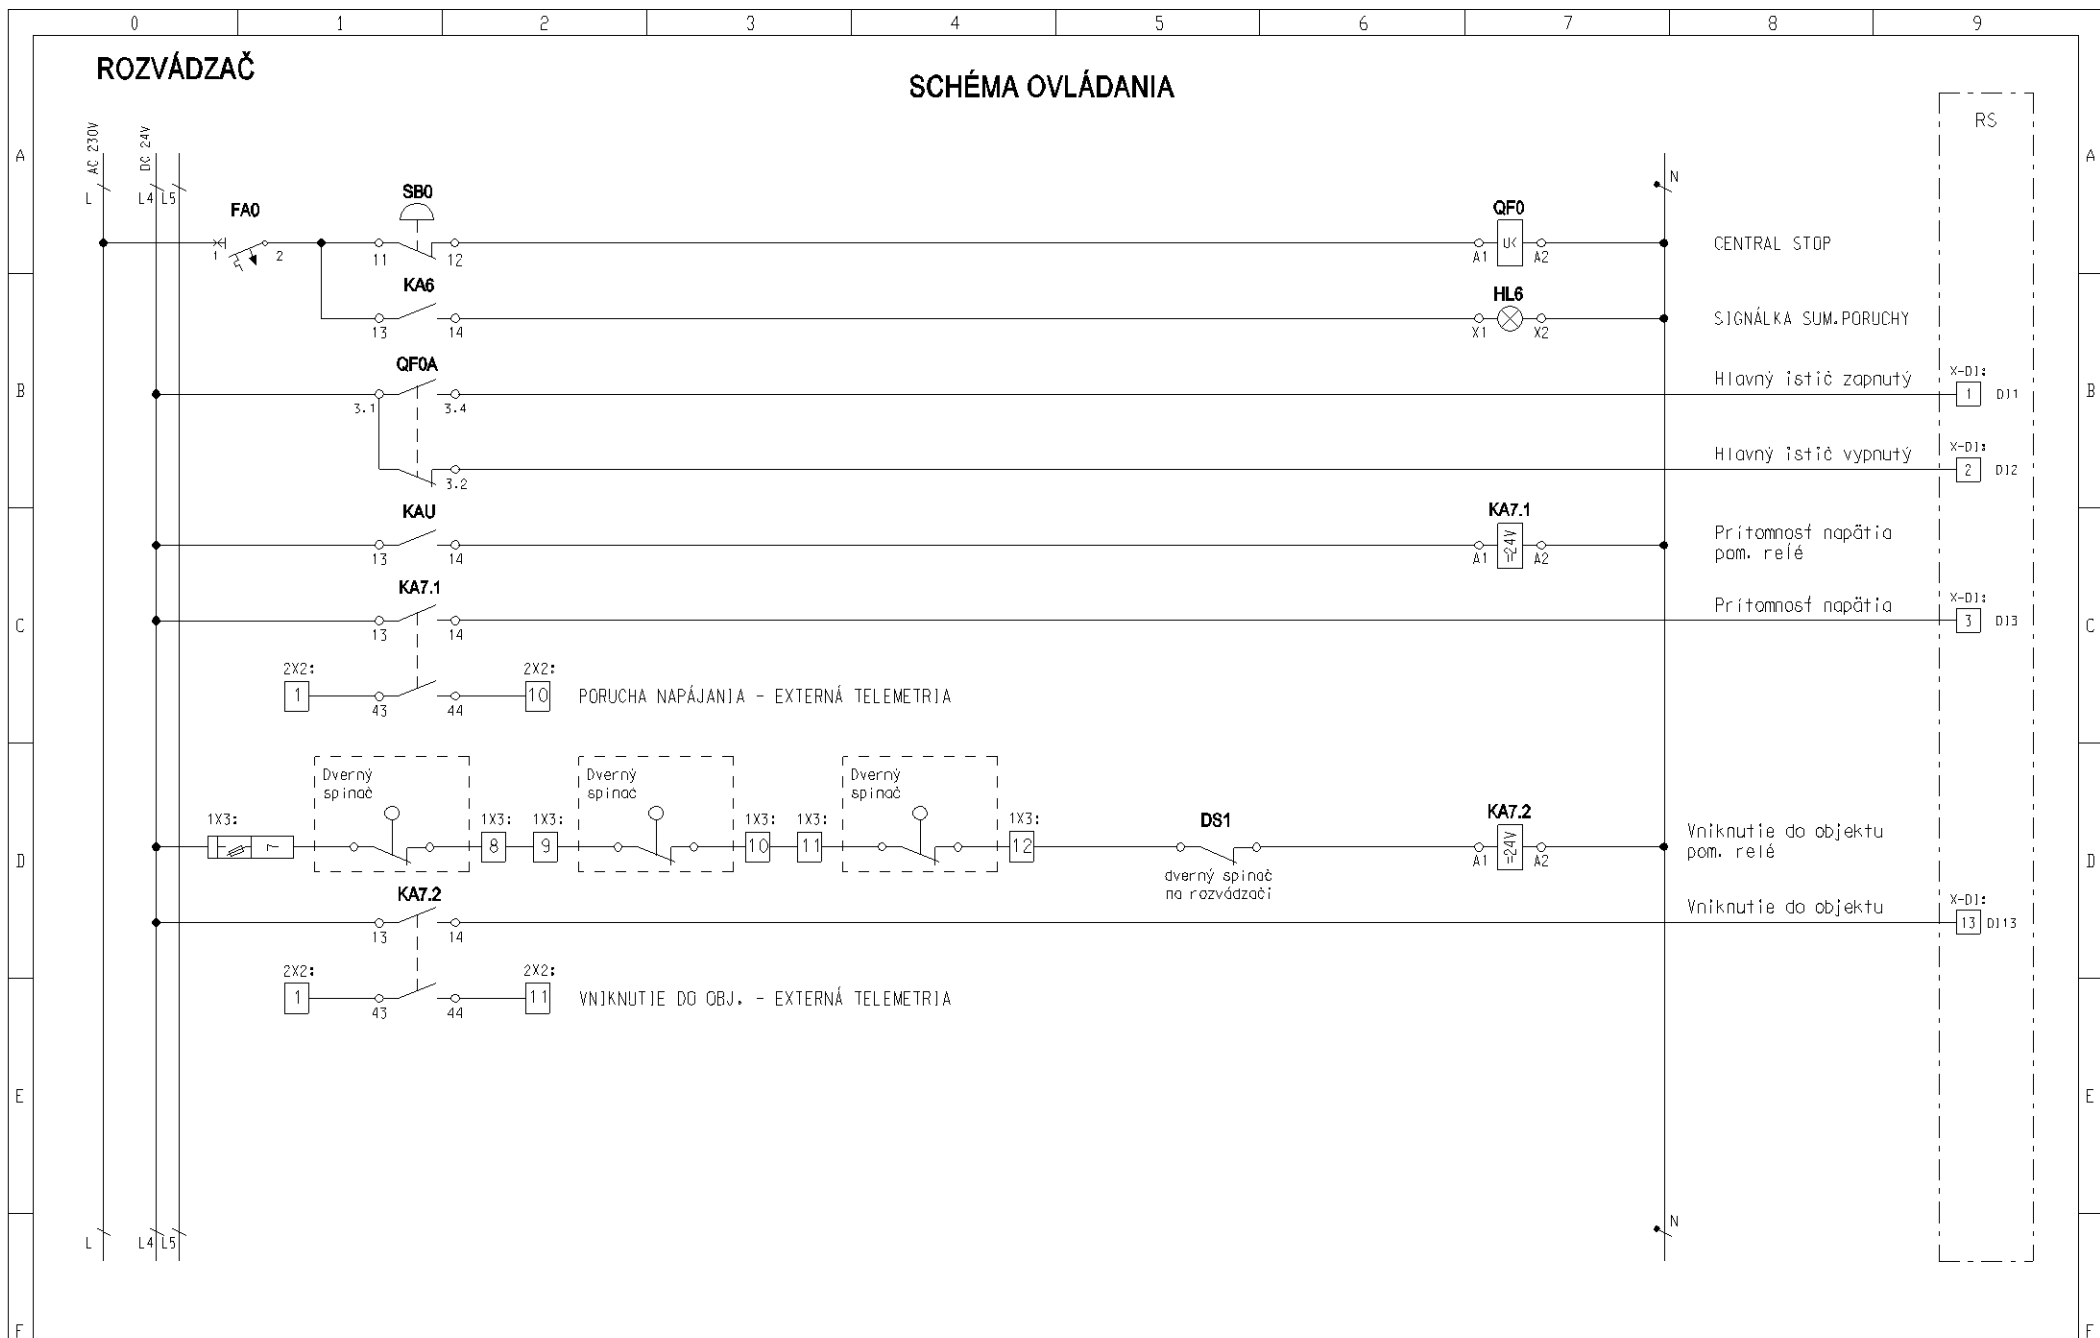 0 1 2 3 4 5 6 7 8 9
ROZVÁDZAČ
SCHÉMA OVLÁDANIA
RS
AC 230V
DC 24V
A A
L L4 L5 N
FA0 SB0 QF0
U<
1 2 11 12 A1 A2
CENTRAL STOP
KA6 HL6
13 14 X1 X2
SIGNÁLKA SUM.PORUCHY
QF0A
B B
3.1 3.4
Hlavný istič zapnutý
X-DI:
1 DI1
3.2
Hlavný istič vypnutý
X-DI:
2 DI2
KAU KA7.1
=24V
13 14 A1 A2
Prítomnosť napätia
pom. relé
KA7.1
C C
13 14
Prítomnosť napätia
X-DI:
3 DI3
2X2: 2X2:
1 43 44 10 PORUCHA NAPÁJANIA - EXTERNÁ TELEMETRIA
Dverný
spínač
Dverný
spínač
Dverný
spínač
D D
1X3: 1X3: 1X3: 1X3: 1X3: 1X3:
7 8 9 10 11 12
DS1
dverný spínač
na rozvádzači
KA7.2
=24V
A1 A2
Vniknutie do objektu
pom. relé
KA7.2
13 14
Vniknutie do objektu
X-DI:
13 DI13
2X2: 2X2:
1 43 44 11 VNIKNUTIE DO OBJ. - EXTERNÁ TELEMETRIA
E E
L L4 L5 N
F F